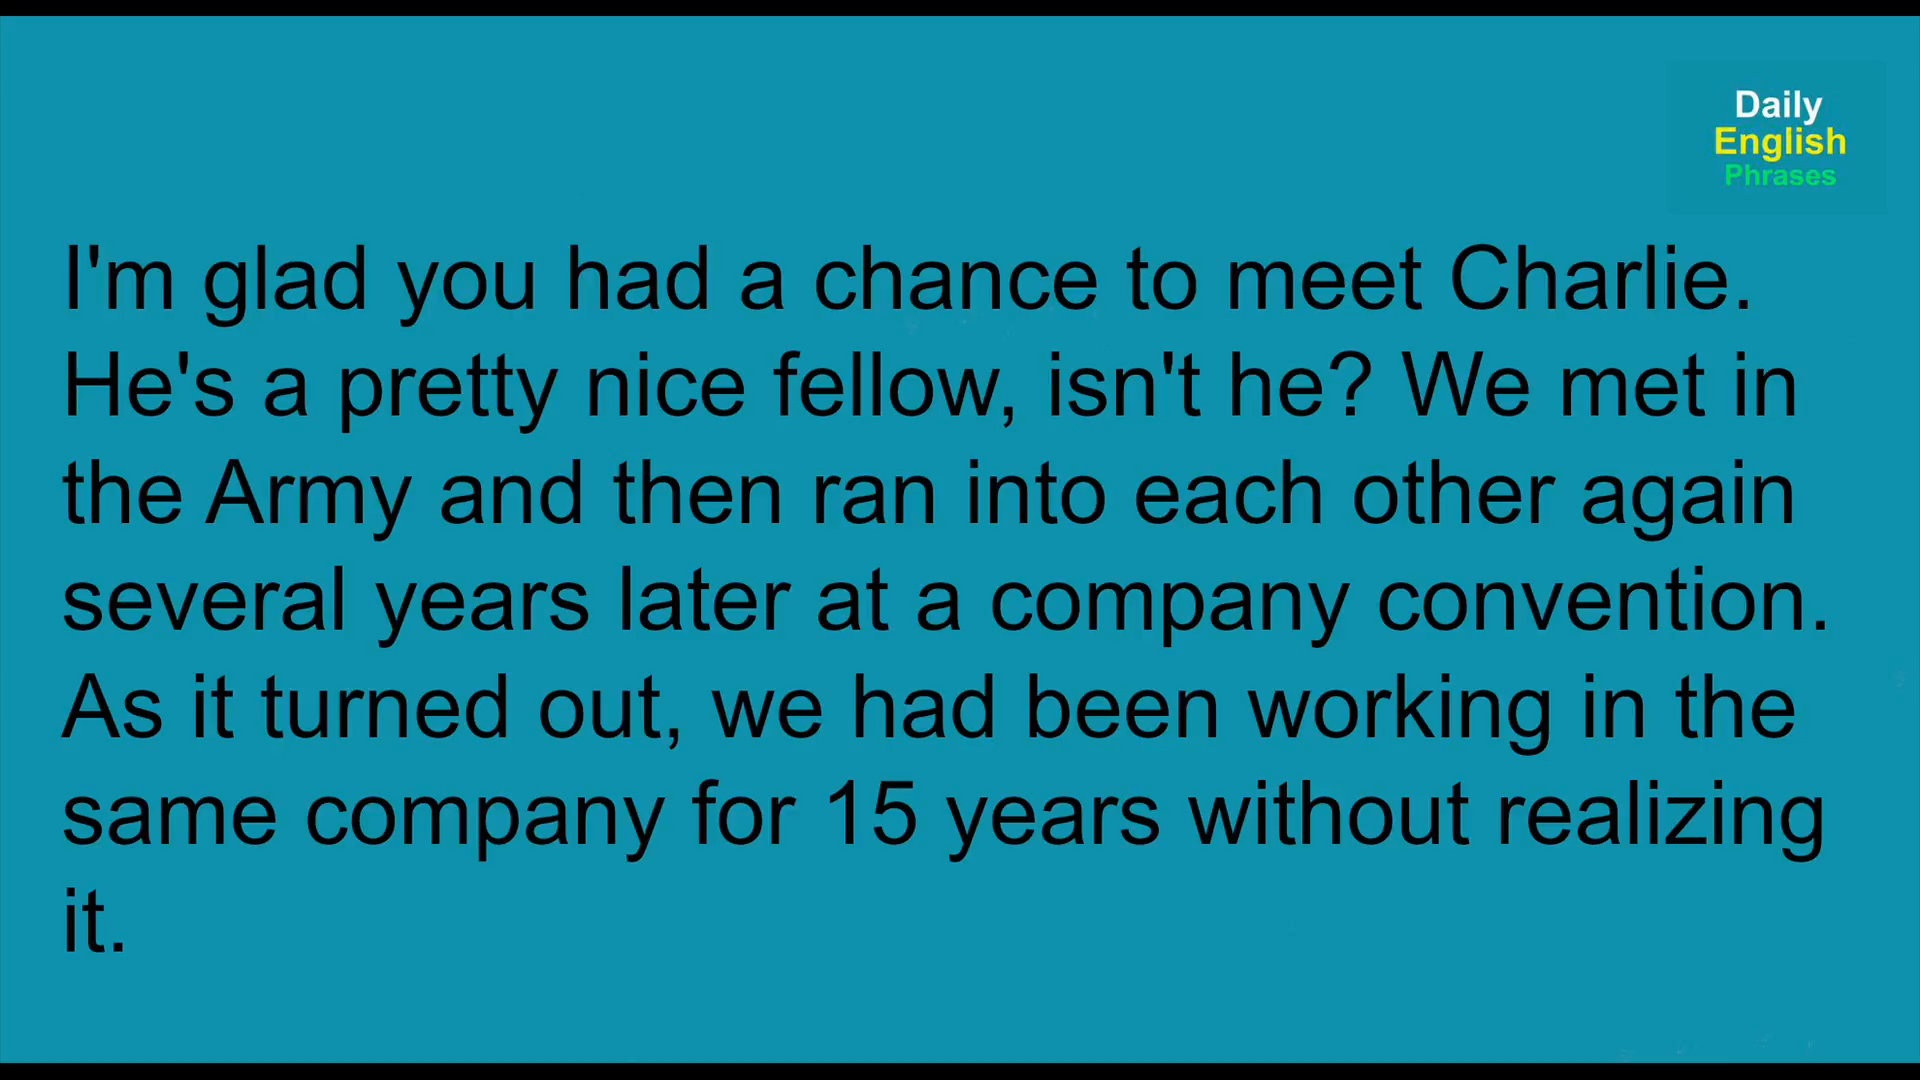 Daily
English
Phrases
I'm glad you had a chance to meet Charlie.
He's a pretty nice fellow, isn't he? We met in
the Army and then ran into each other again
several years later at a company convention.
As it turned out, we had been working in the
same company for 15 years without realizing
it.